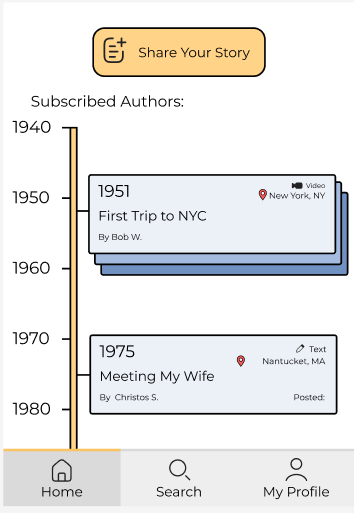 Share Your Story
Subscribed Authors:
1940
1950
1951
Video
New York, NY
First Trip to NYC
By Bob W.
1960
1970
1975
Text
Nantucket, MA
Meeting My Wife
By Christos S.
Posted:
1980
Home
Search
My Profile